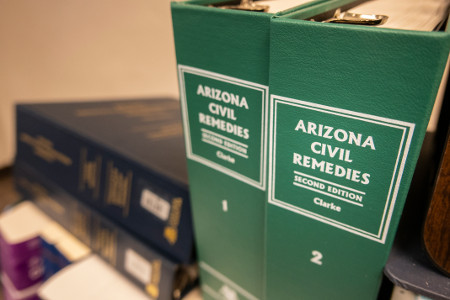 ARIZONA
CIVIL
REMEDIES
SECOND EDITION
Clarke
1
ARIZONA
CIVIL
REMEDIES
SECOND EDITION
Clarke
2